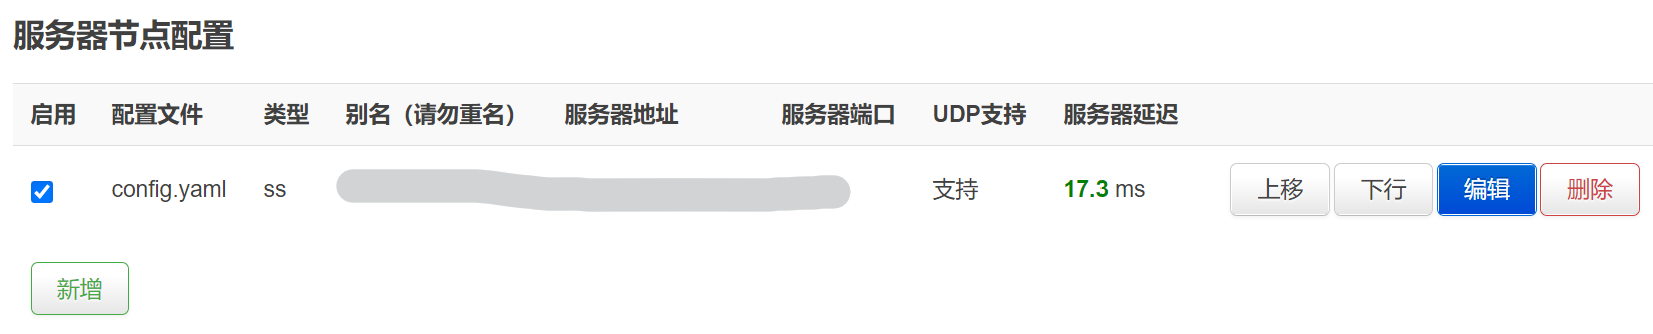 服务器节点配置
启用 配置文件 类型 别名（请勿重名） 服务器地址 服务器端口 UDP支持 服务器延迟
config.yaml ss 支持 17.3 ms 上移 下行 编辑 删除
新增